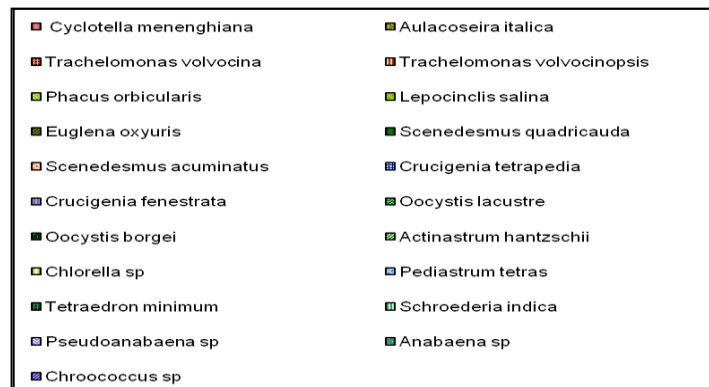 Cyclotella menenghiana Aulacoseira italica
Trachelomonas volvocina Trachelomonas volvocinopsis
Phacus orbicularis Lepocinclis salina
Euglena oxyuris Scenedesmus quadricauda
Scenedesmus acuminatus Crucigenia tetrapedia
Crucigenia fenestrata Oocystis lacustre
Oocystis borgei Actinastrum hantzschii
Chlorella sp Pediastrum tetras
Tetraedron minimum Schroederia indica
Pseudoanabaena sp Anabaena sp
Chroococcus sp